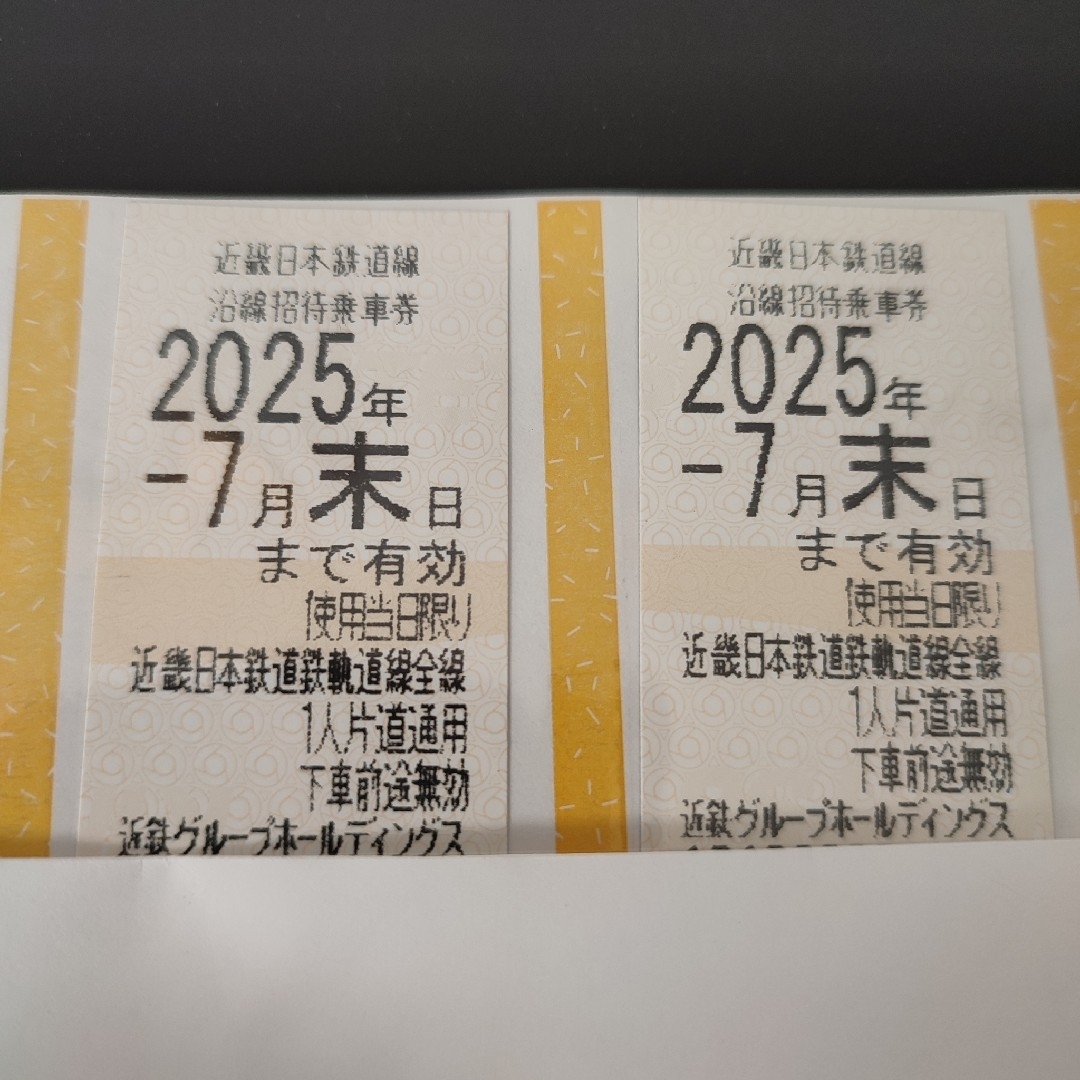 近畿日本鉄道線
沿線招待乗車券
2025年
-7月末日
まで有効
使用当日限り
近畿日本鉄道鉄軌道線全線
1人片道通用
下車前途無効
近鉄グループホールディングス
近畿日本鉄道線
沿線招待乗車券
2025年
-7月末日
まで有効
使用当日限り
近畿日本鉄道鉄軌道線全線
1人片道通用
下車前途無効
近鉄グループホールディングス